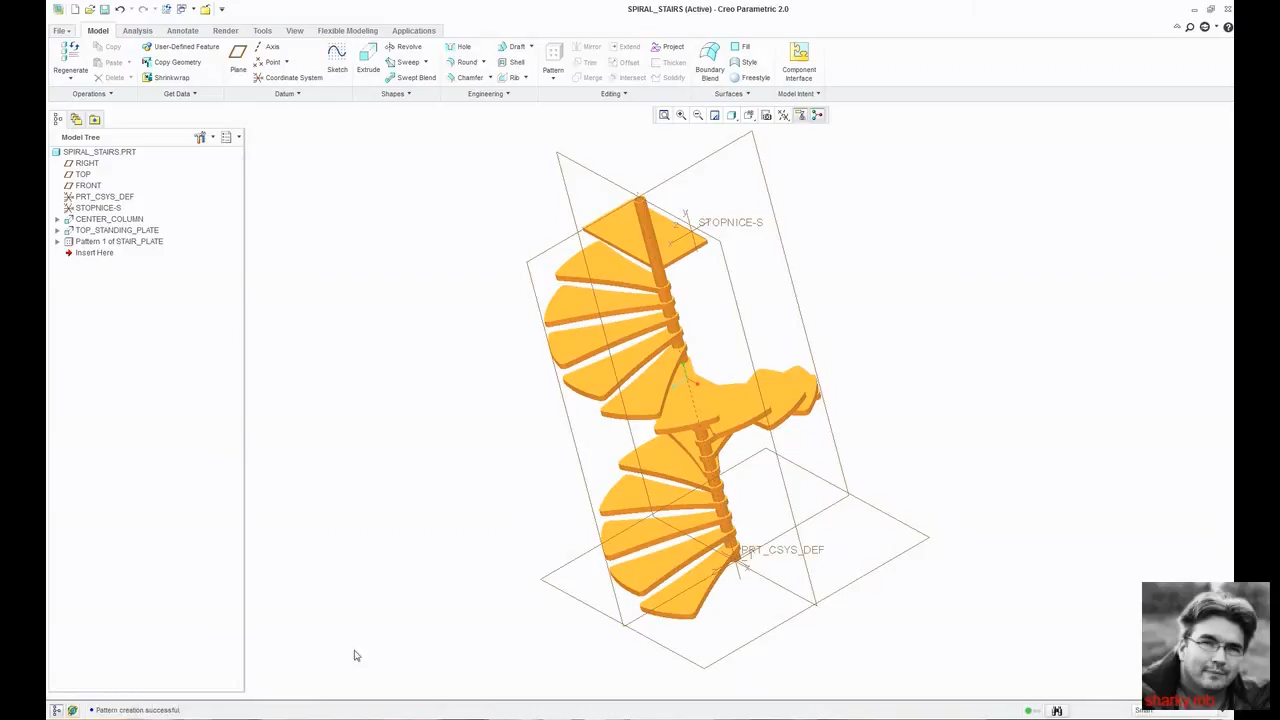 SPIRAL_STAIRS (Active) - Creo Parametric 2.0
File Model Analysis Annotate Render Tools View Flexible Modeling Applications
Regenerate Copy Paste Delete User-Defined Feature Copy Geometry Shrinkwrap Plane Axis Point Coordinate System Sketch Extrude Revolve Sweep Swept Blend Hole Round Chamfer Draft Shell Rib Pattern Mirror Trim Merge Extend Offset Intersect Project Thicken Solidify Boundary Blend Fill Style Freestyle Component Interface
Operations Get Data Datum Shapes Engineering Editing Surfaces Model Intent
Model Tree
SPIRAL_STAIRS.PRT
RIGHT
TOP
FRONT
PRT_CSYS_DEF
STOPNICE-S
CENTER_COLUMN
TOP_STANDING_PLATE
Pattern 1 of STAIR_PLATE
Insert Here
STOPNICE-S
PRT_CSYS_DEF
Pattern creation successful.